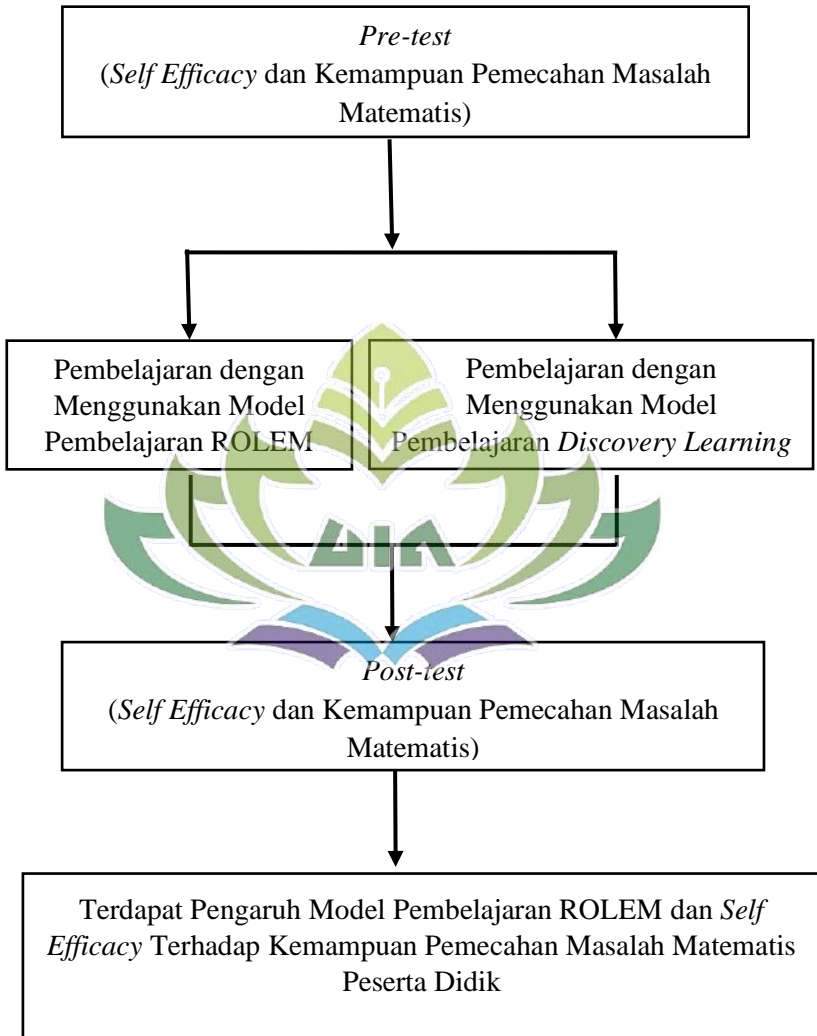 Pre-test
(Self Efficacy dan Kemampuan Pemecahan Masalah
Matematis)
Pembelajaran dengan
Menggunakan Model
Pembelajaran ROLEM
Pembelajaran dengan
Menggunakan Model
Pembelajaran Discovery Learning
UIN
Post-test
(Self Efficacy dan Kemampuan Pemecahan Masalah
Matematis)
Terdapat Pengaruh Model Pembelajaran ROLEM dan Self
Efficacy Terhadap Kemampuan Pemecahan Masalah Matematis
Peserta Didik